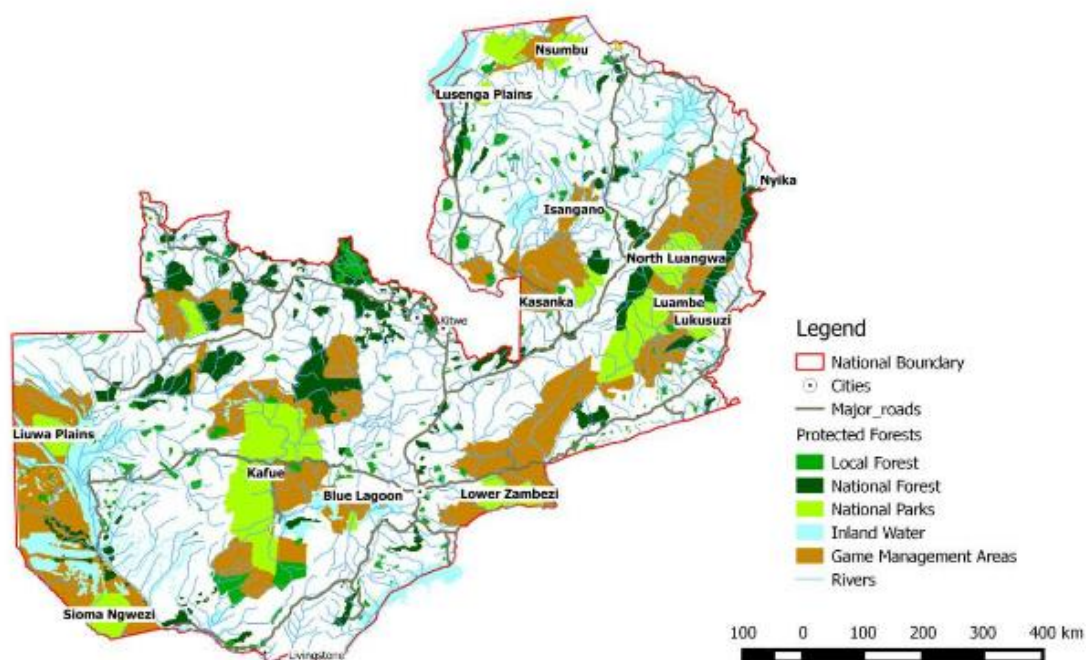 Nsumbu
Lusenga Plains
Nyika
Isangano
North Luangwa
Kasanka
Luambe
Lukusuzi
Kitwe
Liuwa Plains
Kafue
Blue Lagoon
Lower Zambezi
Sioma Ngwezi
Livingstone
Legend
National Boundary
Cities
Major_roads
Protected Forests
Local Forest
National Forest
National Parks
Inland Water
Game Management Areas
Rivers
100 0 100 200 300 400 km